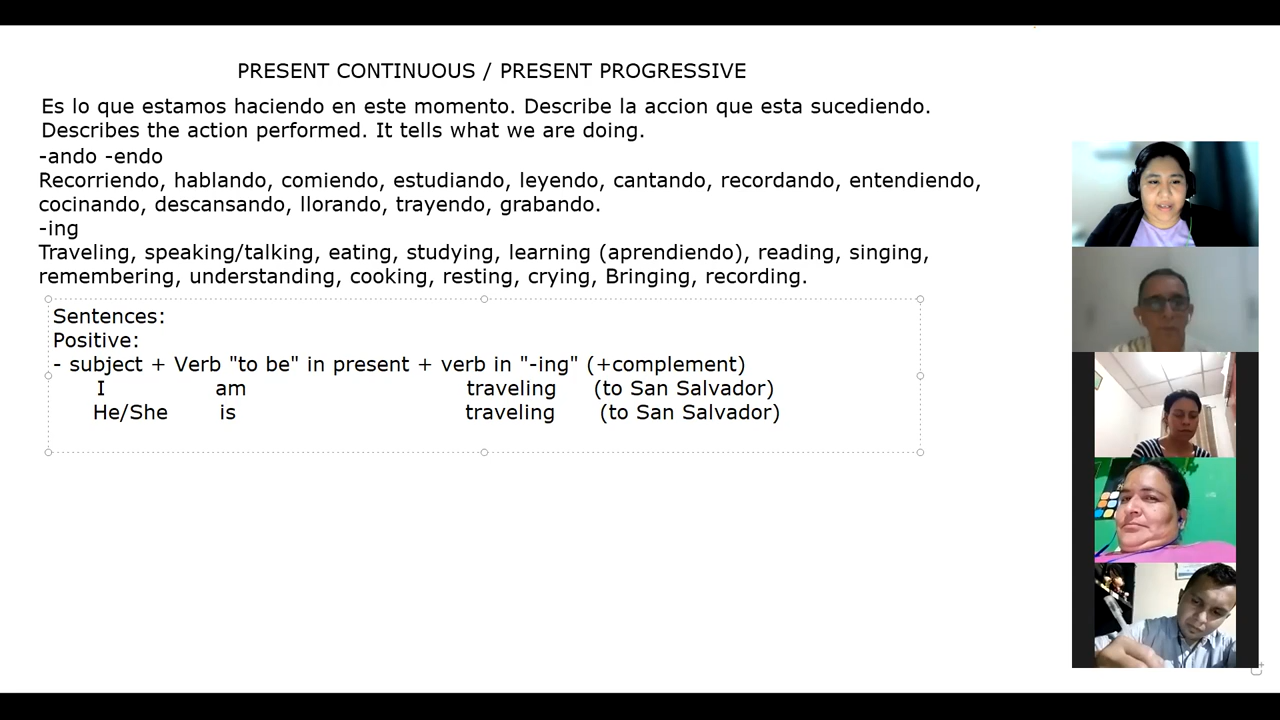 PRESENT CONTINUOUS / PRESENT PROGRESSIVE
Es lo que estamos haciendo en este momento. Describe la accion que esta sucediendo.
Describes the action performed. It tells what we are doing.
-ando -endo
Recorriendo, hablando, comiendo, estudiando, leyendo, cantando, recordando, entendiendo,
cocinando, descansando, llorando, trayendo, grabando.
-ing
Traveling, speaking/talking, eating, studying, learning (aprendiendo), reading, singing,
remembering, understanding, cooking, resting, crying, Bringing, recording.
Sentences:
Positive:
- subject + Verb "to be" in present + verb in "-ing" (+complement)
I am traveling (to San Salvador)
He/She is traveling (to San Salvador)